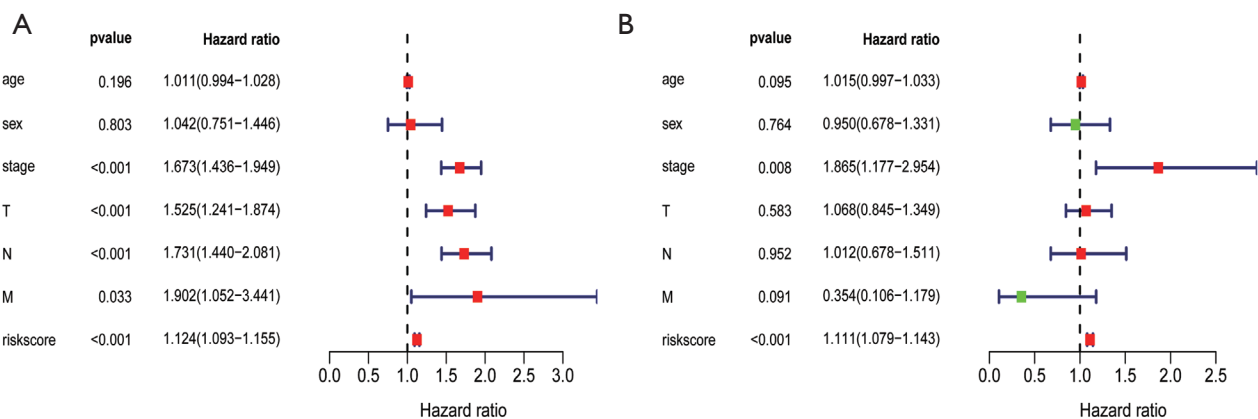 A
pvalue Hazard ratio
age 0.196 1.011(0.994−1.028)
sex 0.803 1.042(0.751−1.446)
stage <0.001 1.673(1.436−1.949)
T <0.001 1.525(1.241−1.874)
N <0.001 1.731(1.440−2.081)
M 0.033 1.902(1.052−3.441)
riskscore <0.001 1.124(1.093−1.155)
0.0 0.5 1.0 1.5 2.0 2.5 3.0
Hazard ratio
B
pvalue Hazard ratio
age 0.095 1.015(0.997−1.033)
sex 0.764 0.950(0.678−1.331)
stage 0.008 1.865(1.177−2.954)
T 0.583 1.068(0.845−1.349)
N 0.952 1.012(0.678−1.511)
M 0.091 0.354(0.106−1.179)
riskscore <0.001 1.111(1.079−1.143)
0.0 0.5 1.0 1.5 2.0 2.5
Hazard ratio